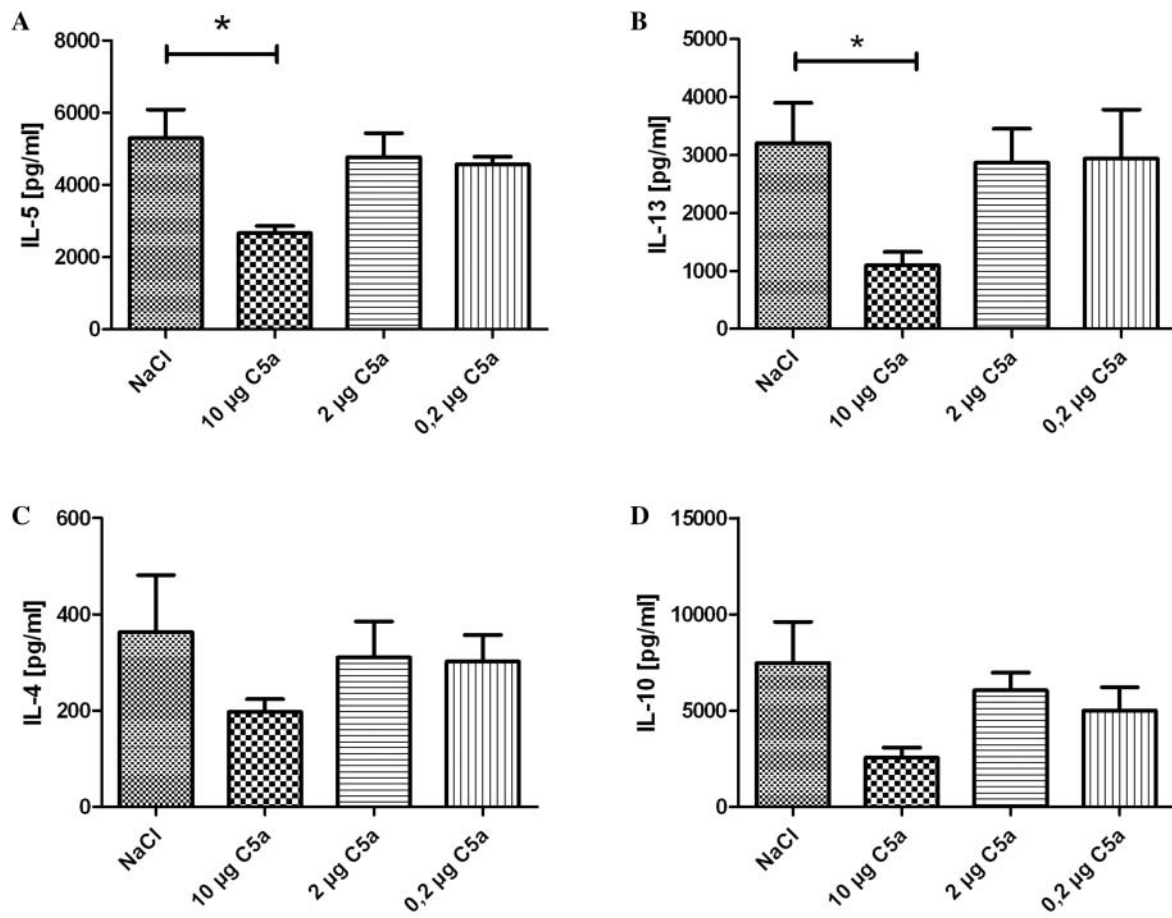 A
*
8000
6000
4000
2000
0
IL-5 [pg/ml]
NaCl
10 µg C5a
2 µg C5a
0,2 µg C5a
B
*
5000
4000
3000
2000
1000
0
IL-13 [pg/ml]
NaCl
10 µg C5a
2 µg C5a
0,2 µg C5a
C
600
400
200
0
IL-4 [pg/ml]
NaCl
10 µg C5a
2 µg C5a
0,2 µg C5a
D
15000
10000
5000
0
IL-10 [pg/ml]
NaCl
10 µg C5a
2 µg C5a
0,2 µg C5a